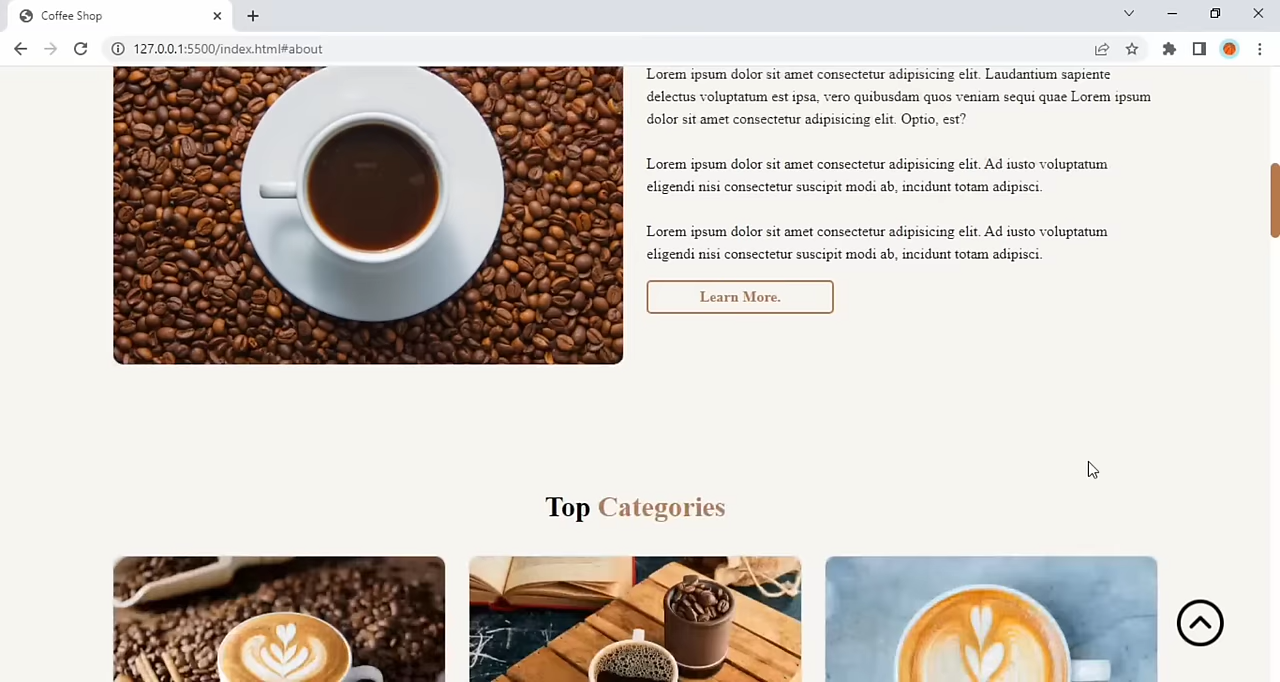 Coffee Shop
127.0.0.1:5500/index.html#about
Lorem ipsum dolor sit amet consectetur adipisicing elit. Laudantium sapiente
delectus voluptatum est ipsa, vero quibusdam quos veniam sequi quae Lorem ipsum
dolor sit amet consectetur adipisicing elit. Optio, est?
Lorem ipsum dolor sit amet consectetur adipisicing elit. Ad iusto voluptatum
eligendi nisi consectetur suscipit modi ab, incidunt totam adipisci.
Lorem ipsum dolor sit amet consectetur adipisicing elit. Ad iusto voluptatum
eligendi nisi consectetur suscipit modi ab, incidunt totam adipisci.
Learn More.
Top Categories